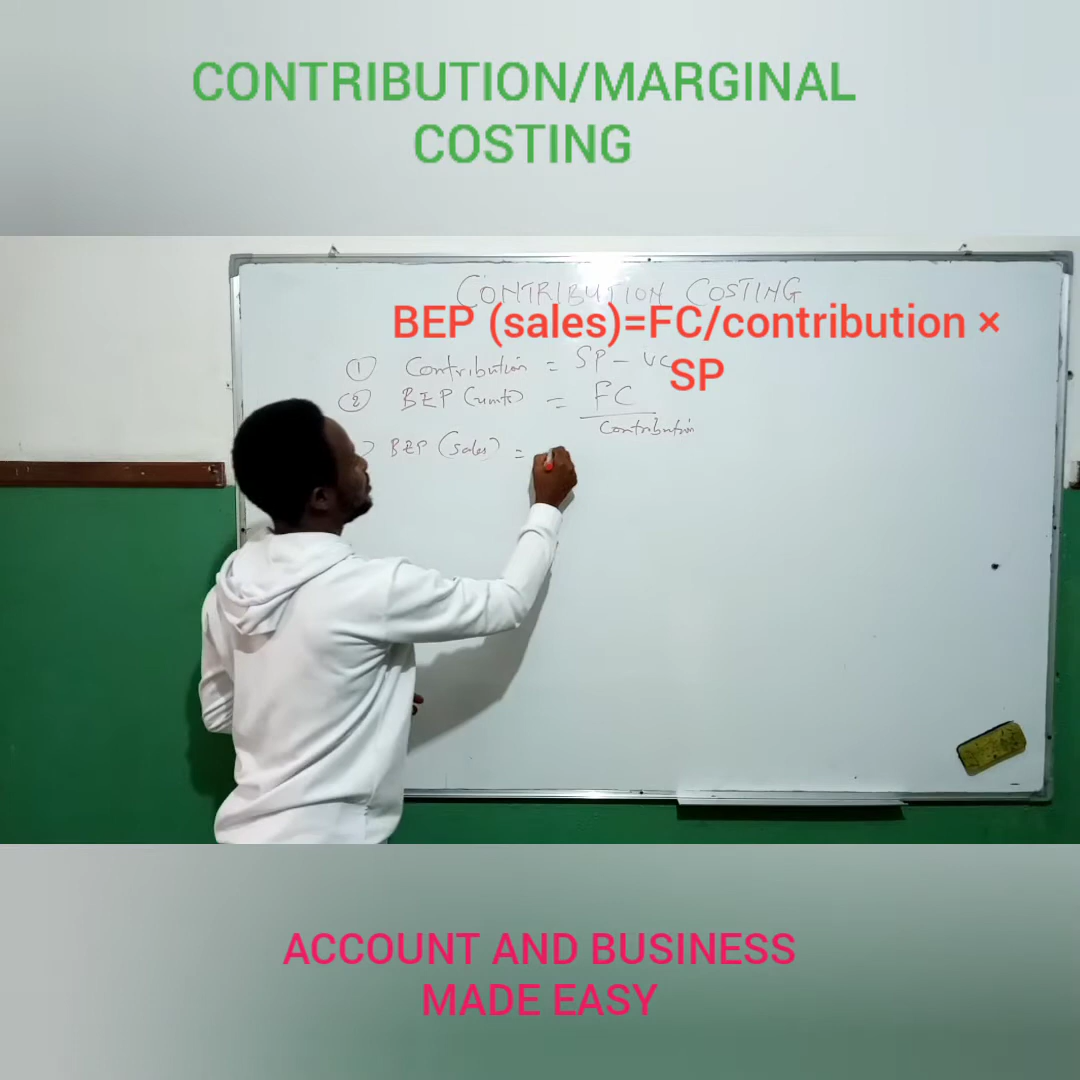 CONTRIBUTION/MARGINAL
COSTING
CONTRIBUTION COSTING
BEP (sales)=FC/contribution ×
SP
① Contribution = SP - VC
② BEP (units) = FC
Contribution
) BEP (Sales) =
ACCOUNT AND BUSINESS
MADE EASY